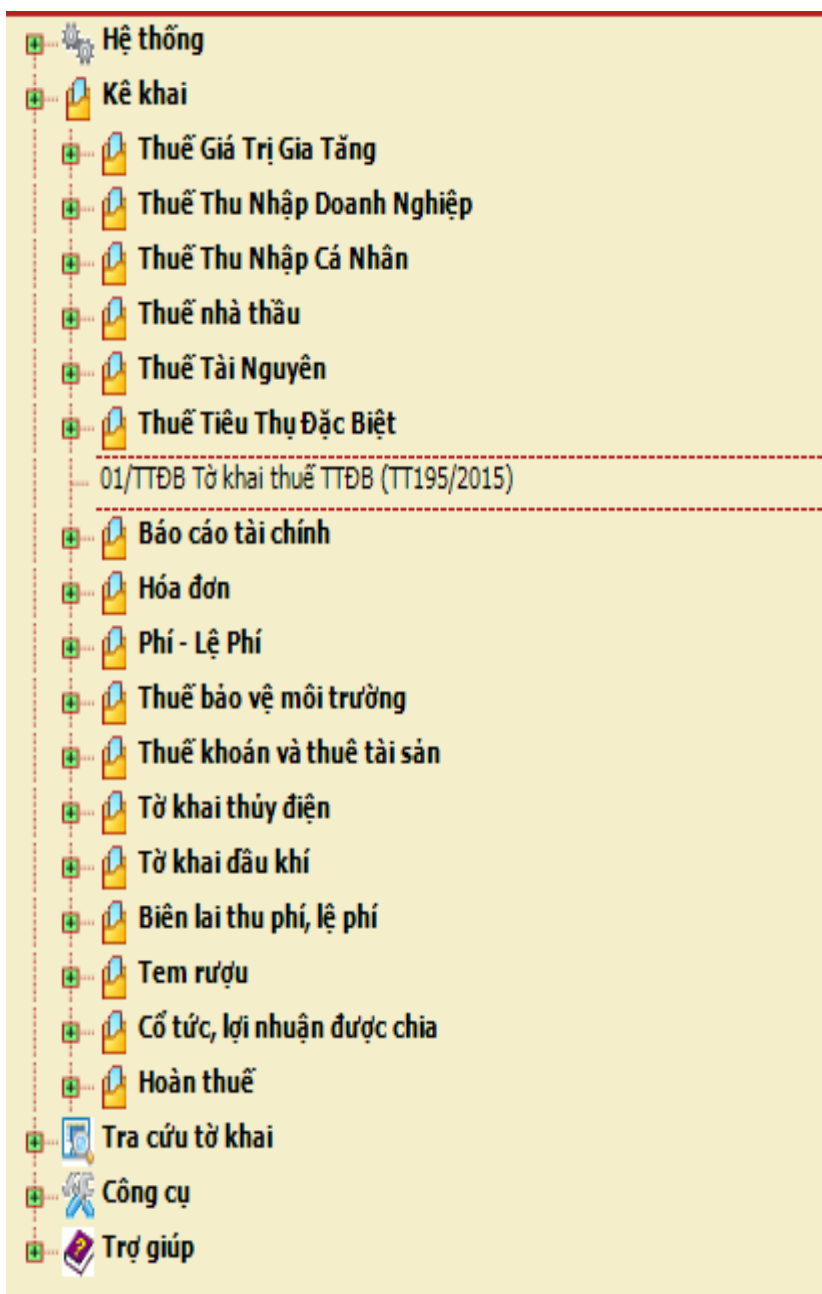 Hệ thống
Kê khai
Thuế Giá Trị Gia Tăng
Thuế Thu Nhập Doanh Nghiệp
Thuế Thu Nhập Cá Nhân
Thuế nhà thầu
Thuế Tài Nguyên
Thuế Tiêu Thụ Đặc Biệt
01/TTĐB Tờ khai thuế TTĐB (TT195/2015)
Báo cáo tài chính
Hóa đơn
Phí - Lệ Phí
Thuế bảo vệ môi trường
Thuế khoán và thuê tài sản
Tờ khai thủy điện
Tờ khai dầu khí
Biên lai thu phí, lệ phí
Tem rượu
Cổ tức, lợi nhuận được chia
Hoàn thuế
Tra cứu tờ khai
Công cụ
Trợ giúp